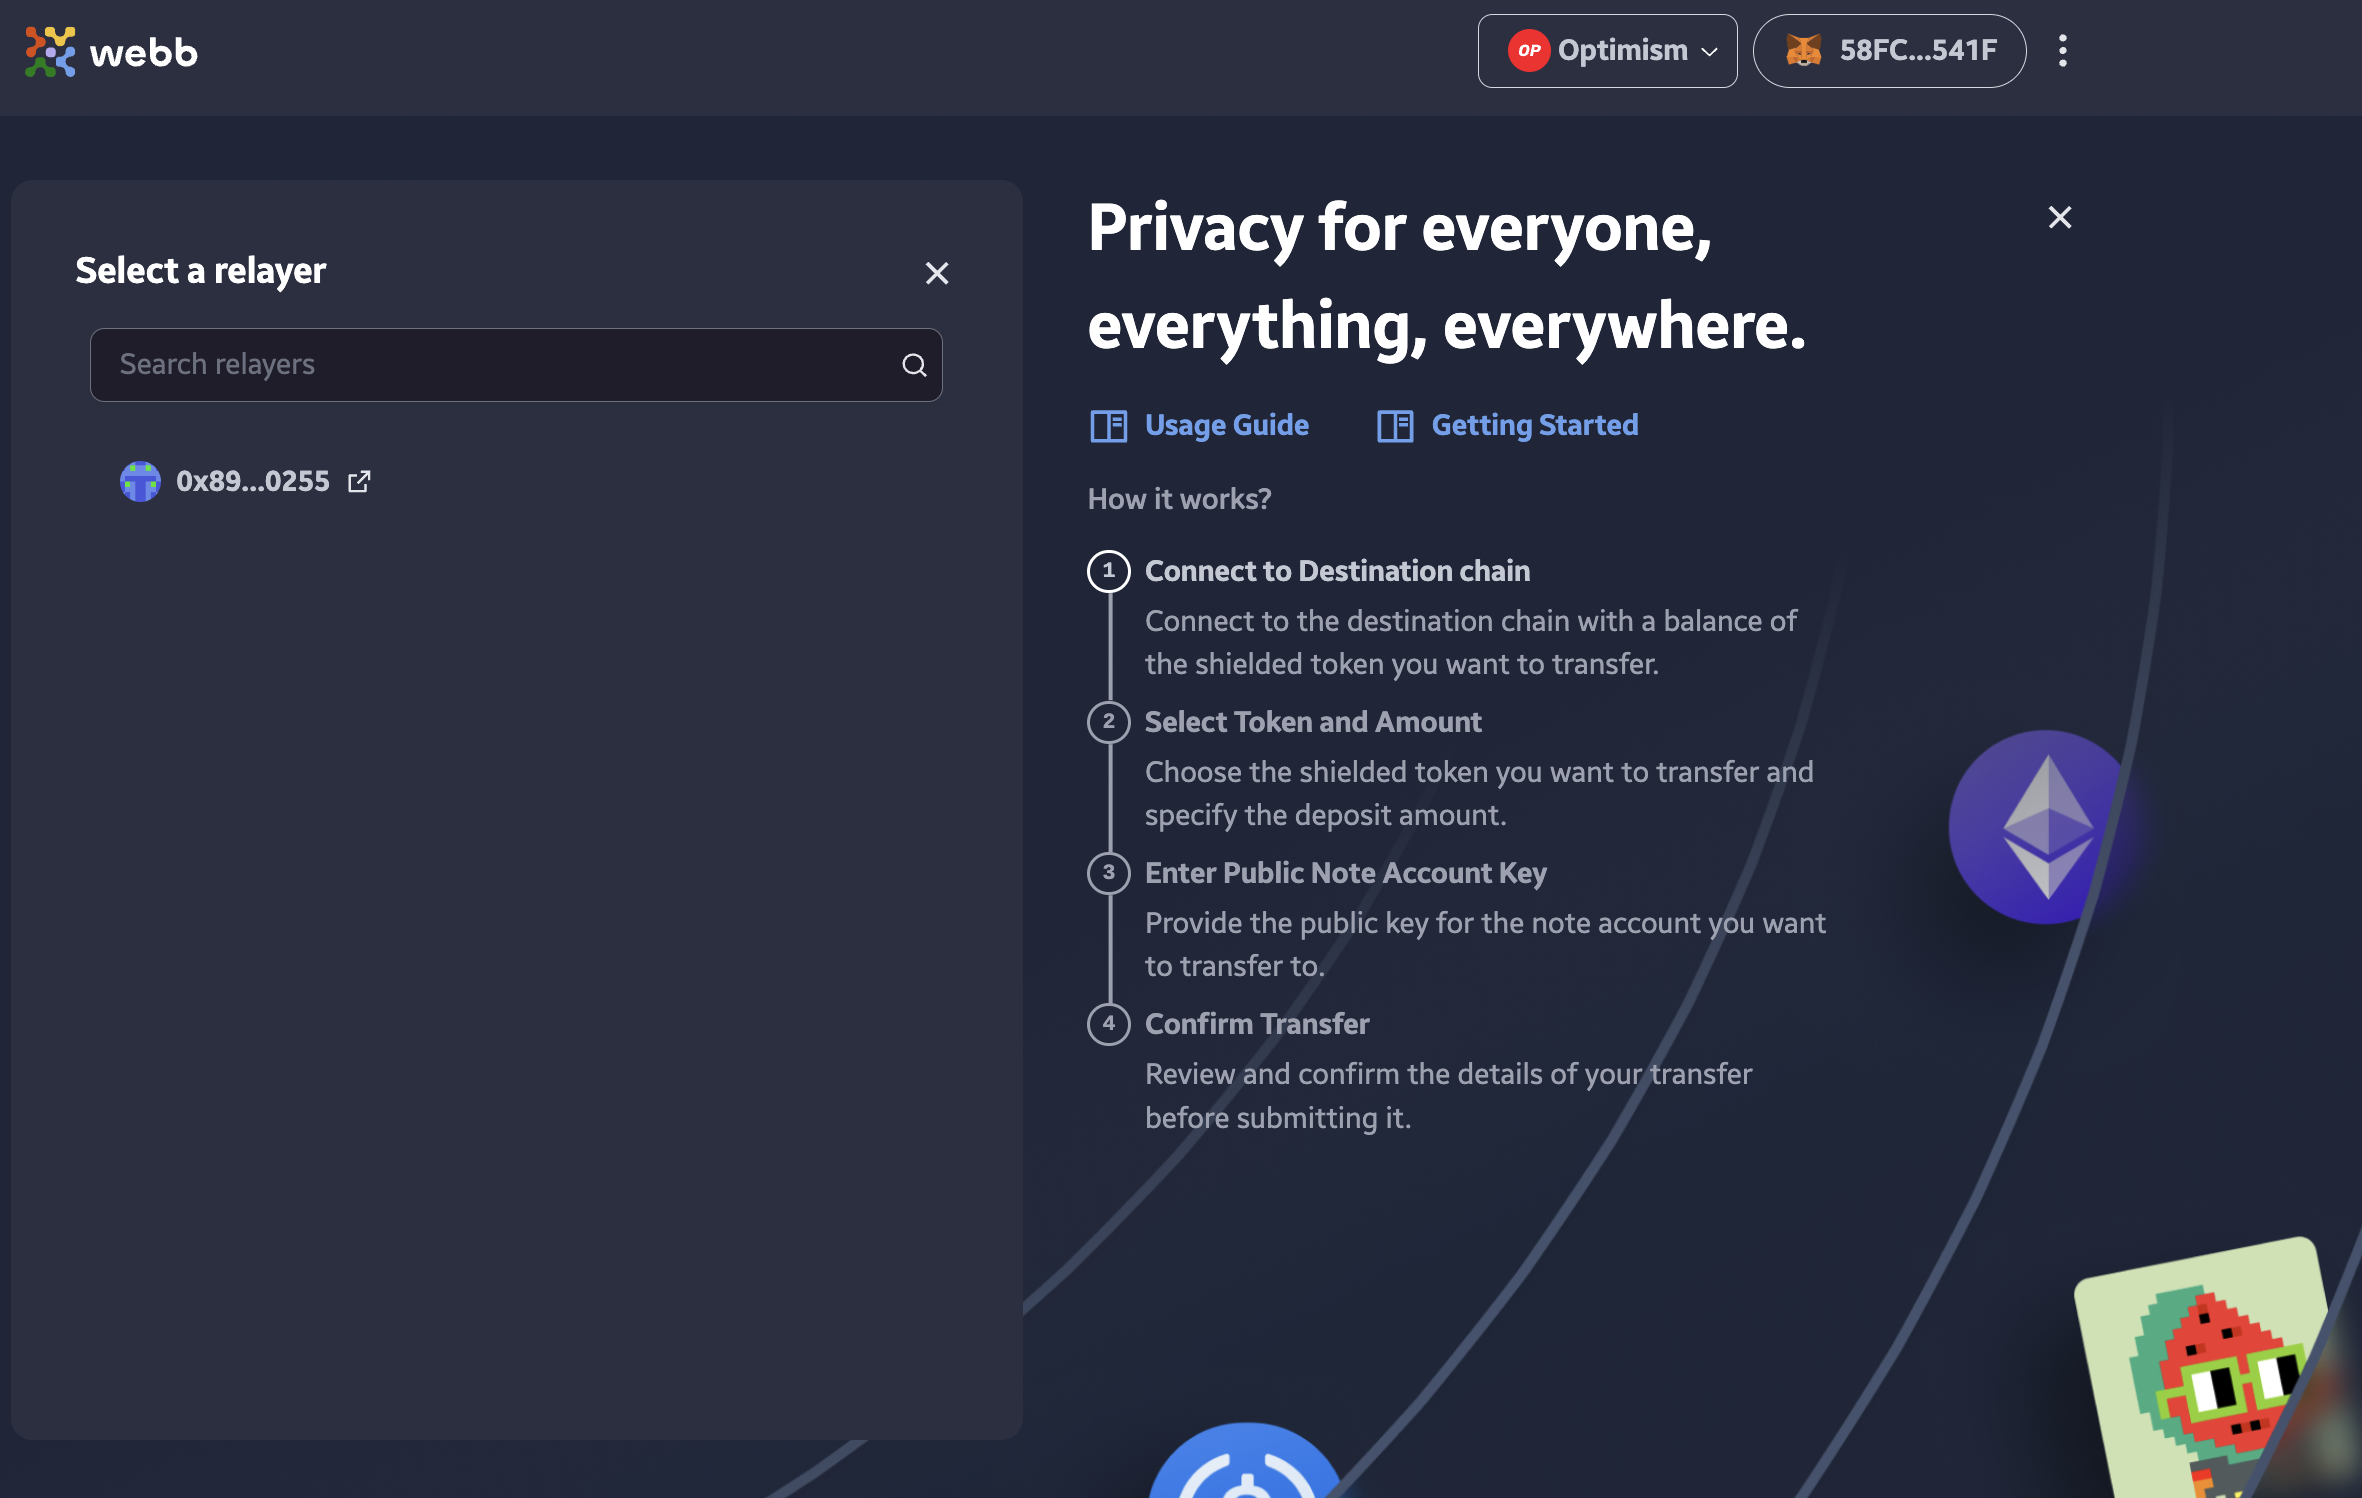 webb
OP Optimism
58FC...541F
Select a relayer
Search relayers
0x89...0255
Privacy for everyone,
everything, everywhere.
Usage Guide
Getting Started
How it works?
1 Connect to Destination chain
Connect to the destination chain with a balance of
the shielded token you want to transfer.
2 Select Token and Amount
Choose the shielded token you want to transfer and
specify the deposit amount.
3 Enter Public Note Account Key
Provide the public key for the note account you want
to transfer to.
4 Confirm Transfer
Review and confirm the details of your transfer
before submitting it.